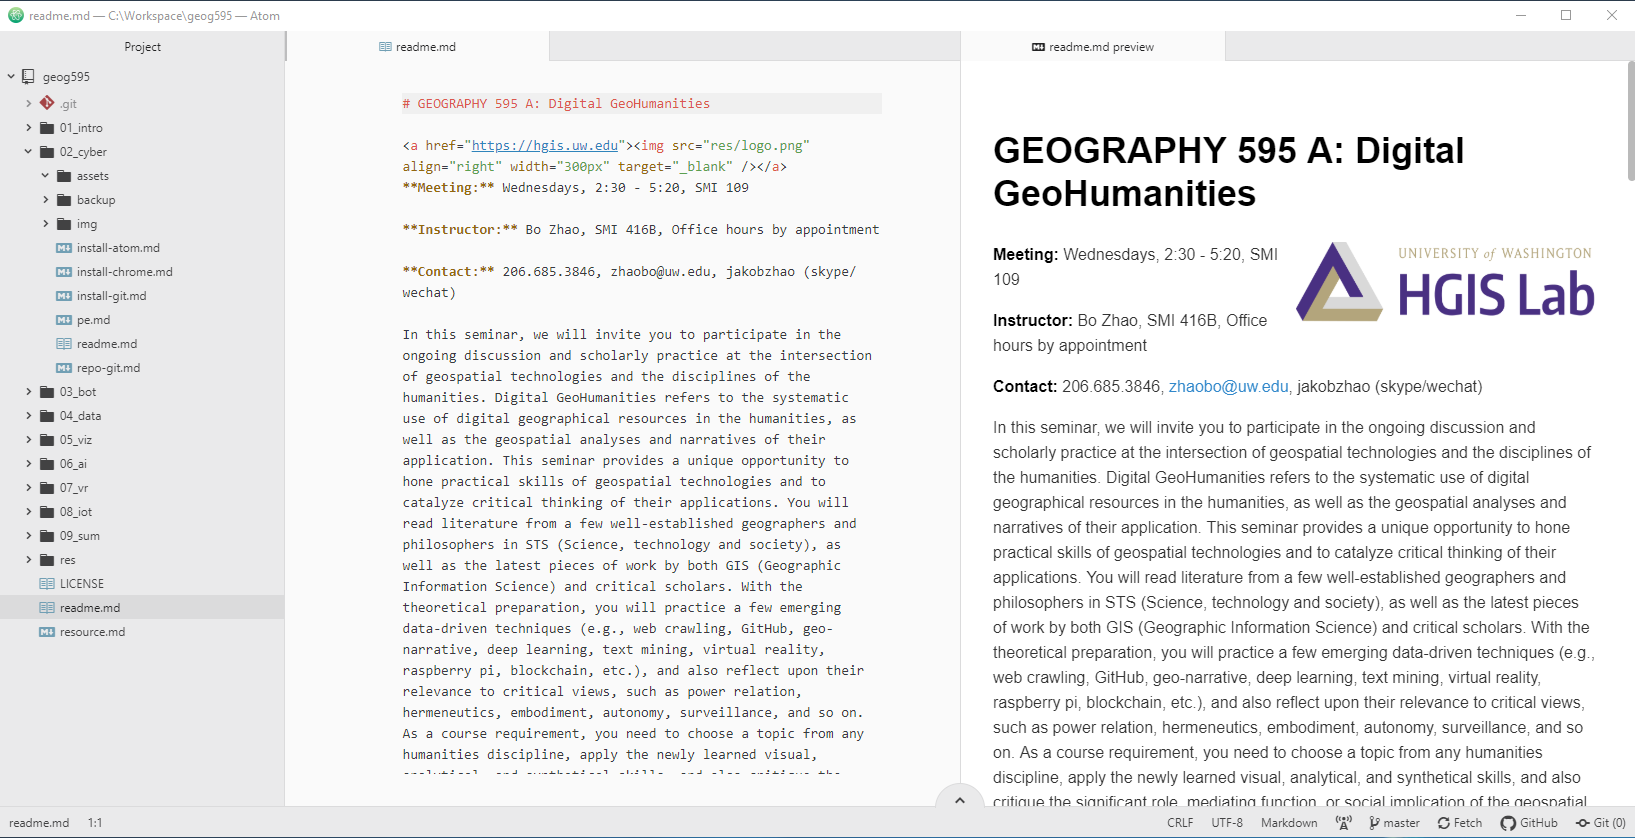 readme.md — C:\Workspace\geog595 — Atom
Project
geog595
.git
01_intro
02_cyber
assets
backup
img
install-atom.md
install-chrome.md
install-git.md
pe.md
readme.md
repo-git.md
03_bot
04_data
05_viz
06_ai
07_vr
08_iot
09_sum
res
LICENSE
readme.md
resource.md
readme.md
# GEOGRAPHY 595 A: Digital GeoHumanities
<a href="https://hgis.uw.edu"><img src="res/logo.png"
align="right" width="300px" target="_blank" /></a>
**Meeting:** Wednesdays, 2:30 - 5:20, SMI 109
**Instructor:** Bo Zhao, SMI 416B, Office hours by appointment
**Contact:** 206.685.3846, zhaobo@uw.edu, jakobzhao (skype/
wechat)
In this seminar, we will invite you to participate in the
ongoing discussion and scholarly practice at the intersection
of geospatial technologies and the disciplines of the
humanities. Digital GeoHumanities refers to the systematic
use of digital geographical resources in the humanities, as
well as the geospatial analyses and narratives of their
application. This seminar provides a unique opportunity to
hone practical skills of geospatial technologies and to
catalyze critical thinking of their applications. You will
read literature from a few well-established geographers and
philosophers in STS (Science, technology and society), as
well as the latest pieces of work by both GIS (Geographic
Information Science) and critical scholars. With the
theoretical preparation, you will practice a few emerging
data-driven techniques (e.g., web crawling, GitHub, geo-
narrative, deep learning, text mining, virtual reality,
raspberry pi, blockchain, etc.), and also reflect upon their
relevance to critical views, such as power relation,
hermeneutics, embodiment, autonomy, surveillance, and so on.
As a course requirement, you need to choose a topic from any
humanities discipline, apply the newly learned visual,
analytical, and synthetical skills, and also critique the
readme.md preview
GEOGRAPHY 595 A: Digital
GeoHumanities
UNIVERSITY of WASHINGTON
HGIS Lab
Meeting: Wednesdays, 2:30 - 5:20, SMI
109
Instructor: Bo Zhao, SMI 416B, Office
hours by appointment
Contact: 206.685.3846, zhaobo@uw.edu, jakobzhao (skype/wechat)
In this seminar, we will invite you to participate in the ongoing discussion and
scholarly practice at the intersection of geospatial technologies and the disciplines of
the humanities. Digital GeoHumanities refers to the systematic use of digital
geographical resources in the humanities, as well as the geospatial analyses and
narratives of their application. This seminar provides a unique opportunity to hone
practical skills of geospatial technologies and to catalyze critical thinking of their
applications. You will read literature from a few well-established geographers and
philosophers in STS (Science, technology and society), as well as the latest pieces
of work by both GIS (Geographic Information Science) and critical scholars. With the
theoretical preparation, you will practice a few emerging data-driven techniques (e.g.,
web crawling, GitHub, geo-narrative, deep learning, text mining, virtual reality,
raspberry pi, blockchain, etc.), and also reflect upon their relevance to critical views,
such as power relation, hermeneutics, embodiment, autonomy, surveillance, and so
on. As a course requirement, you need to choose a topic from any humanities
discipline, apply the newly learned visual, analytical, and synthetical skills, and also
critique the significant role, mediating function, or social implication of the geospatial
readme.md 1:1
CRLF UTF-8 Markdown master Fetch GitHub Git (0)